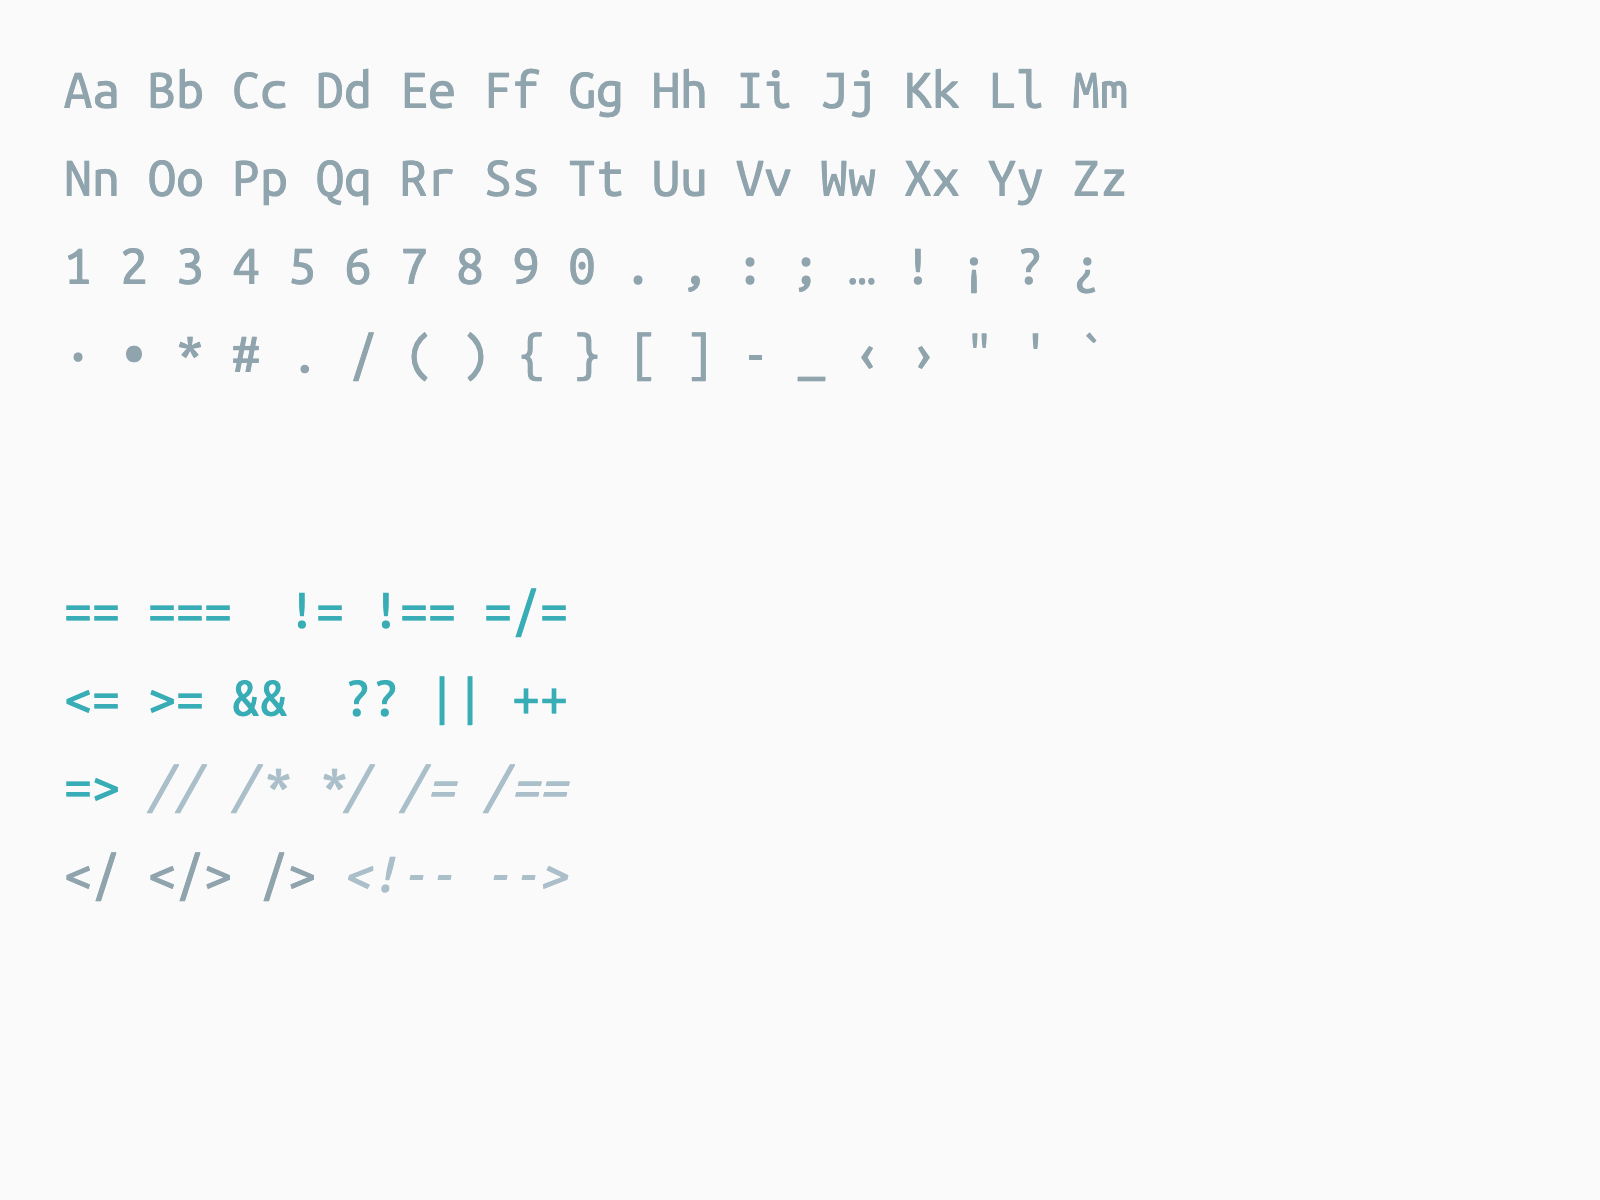 Aa Bb Cc Dd Ee Ff Gg Hh Ii Jj Kk Ll Mm
Nn Oo Pp Qq Rr Ss Tt Uu Vv Ww Xx Yy Zz
1 2 3 4 5 6 7 8 9 0 . , : ; … ! ¡ ? ¿
· • * # . / ( ) { } [ ] - _ ‹ › " ' `
== ===  != !== =/=
<= >= &&  ?? || ++
=> // /* */ /= /==
</ </> /> <!-- -->